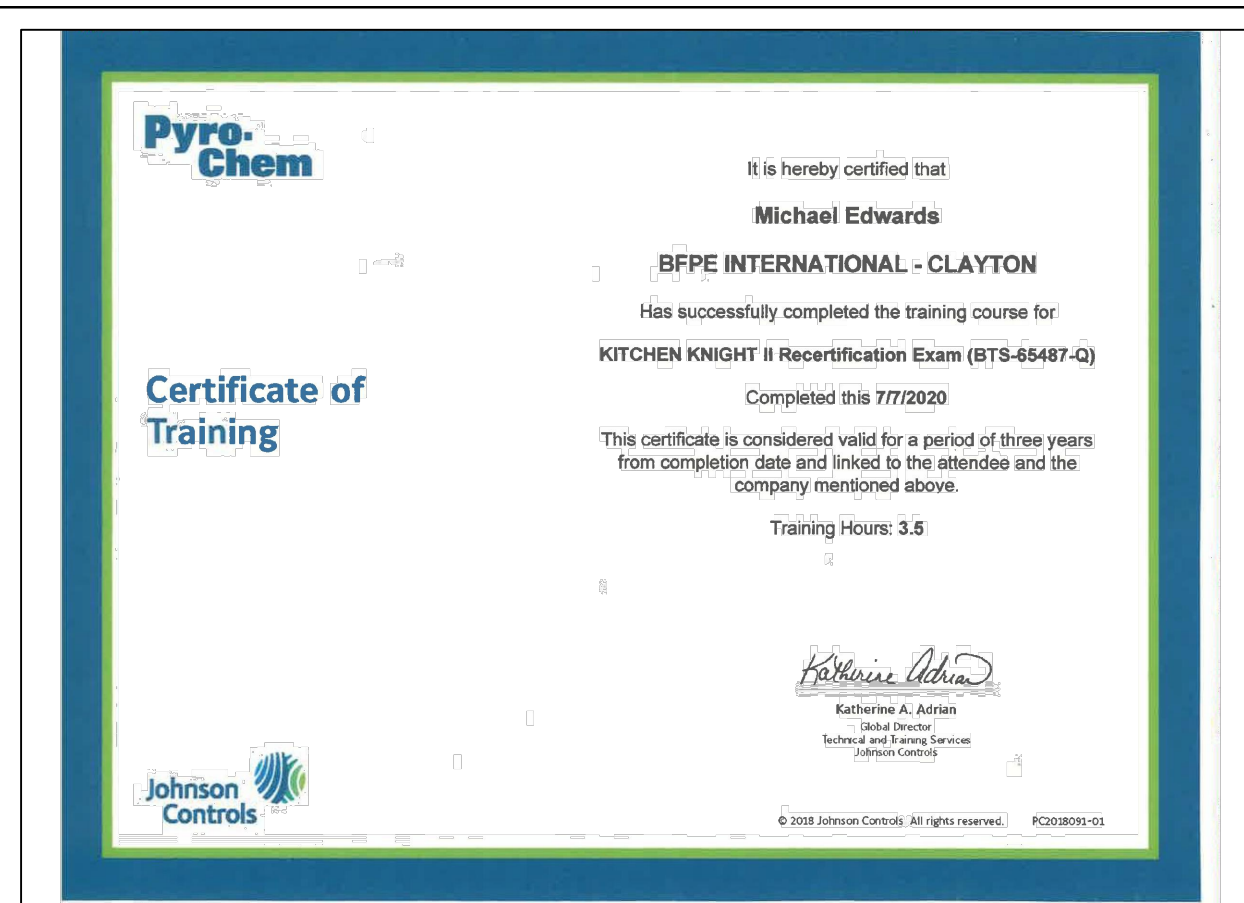 Pyro-
Chem
Certificate of
Training
It is hereby certified that
Michael Edwards
BFPE INTERNATIONAL - CLAYTON
Has successfully completed the training course for
KITCHEN KNIGHT II Recertification Exam (BTS-65487-Q)
Completed this 7/7/2020
This certificate is considered valid for a period of three years
from completion date and linked to the attendee and the
company mentioned above.
Training Hours: 3.5
Katherine Adrian
Katherine A. Adrian
Global Director
Technical and Training Services
Johnson Controls
Johnson
Controls
© 2018 Johnson Controls. All rights reserved. PC2018091-01